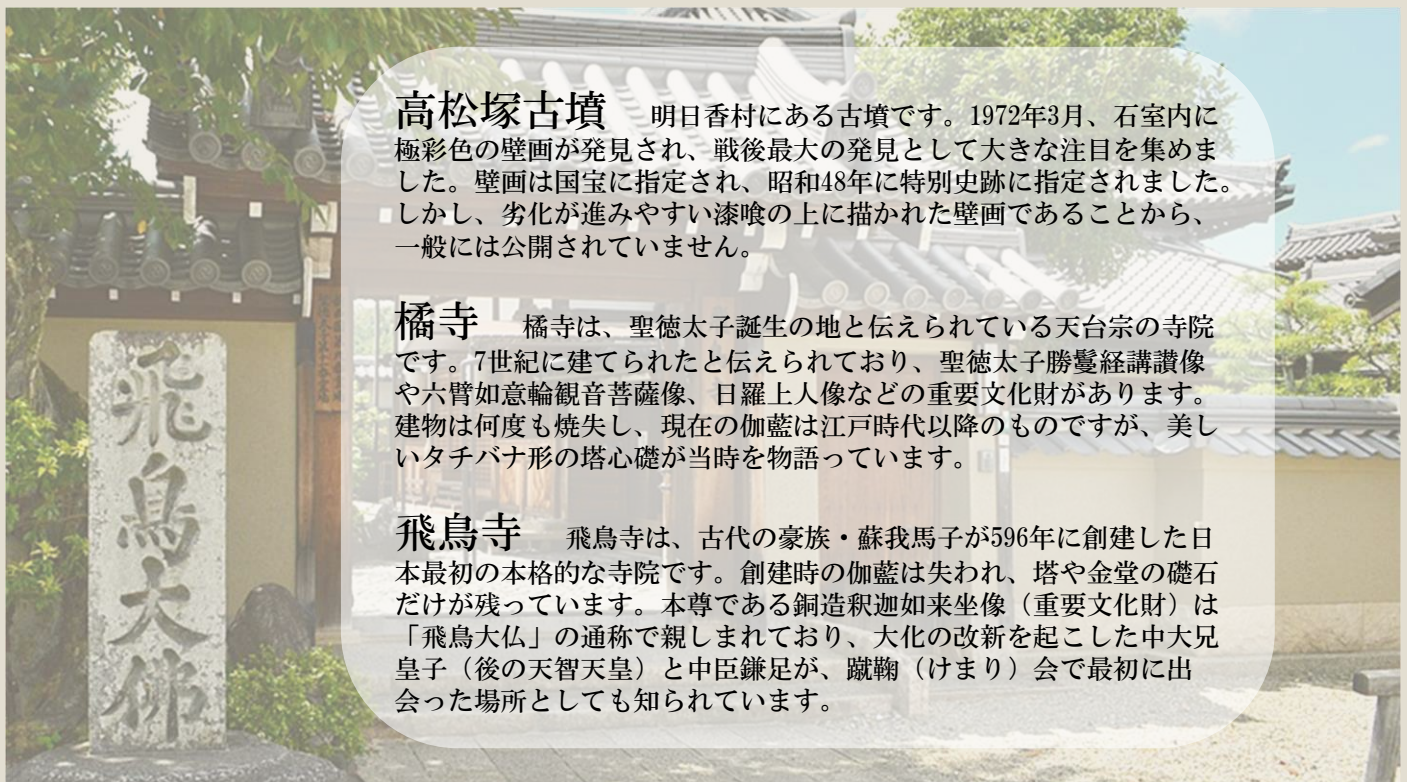 高松塚古墳　明日香村にある古墳です。1972年3月、石室内に
極彩色の壁画が発見され、戦後最大の発見として大きな注目を集めま
した。壁画は国宝に指定され、昭和48年に特別史跡に指定されました。
しかし、劣化が進みやすい漆喰の上に描かれた壁画であることから、
一般には公開されていません。
橘寺　橘寺は、聖徳太子誕生の地と伝えられている天台宗の寺院
です。7世紀に建てられたと伝えられており、聖徳太子勝鬘経講讃像
や六臂如意輪観音菩薩像、日羅上人像などの重要文化財があります。
建物は何度も焼失し、現在の伽藍は江戸時代以降のものですが、美し
いタチバナ形の塔心礎が当時を物語っています。
飛鳥寺　飛鳥寺は、古代の豪族・蘇我馬子が596年に創建した日
本最初の本格的な寺院です。創建時の伽藍は失われ、塔や金堂の礎石
だけが残っています。本尊である銅造釈迦如来坐像（重要文化財）は
「飛鳥大仏」の通称で親しまれており、大化の改新を起こした中大兄
皇子（後の天智天皇）と中臣鎌足が、蹴鞠（けまり）会で最初に出
会った場所としても知られています。
飛鳥大佛